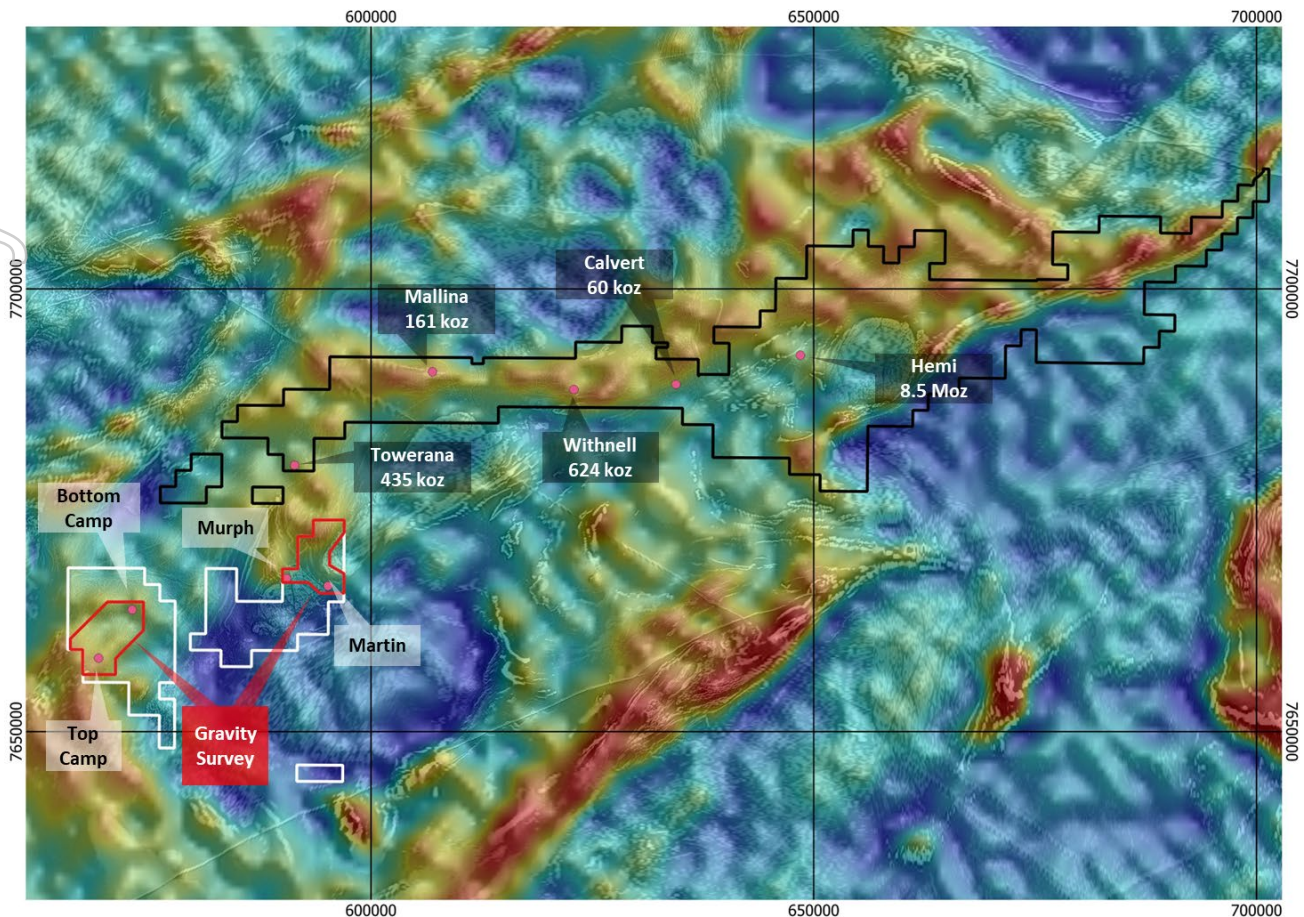 600000
650000
700000
Calvert
60 koz
7700000
7700000
Mallina
161 koz
Hemi
8.5 Moz
Towerana
435 koz
Withnell
624 koz
Bottom
Camp
Murph
Martin
Top
Camp
Gravity
Survey
7650000
7650000
600000
650000
700000